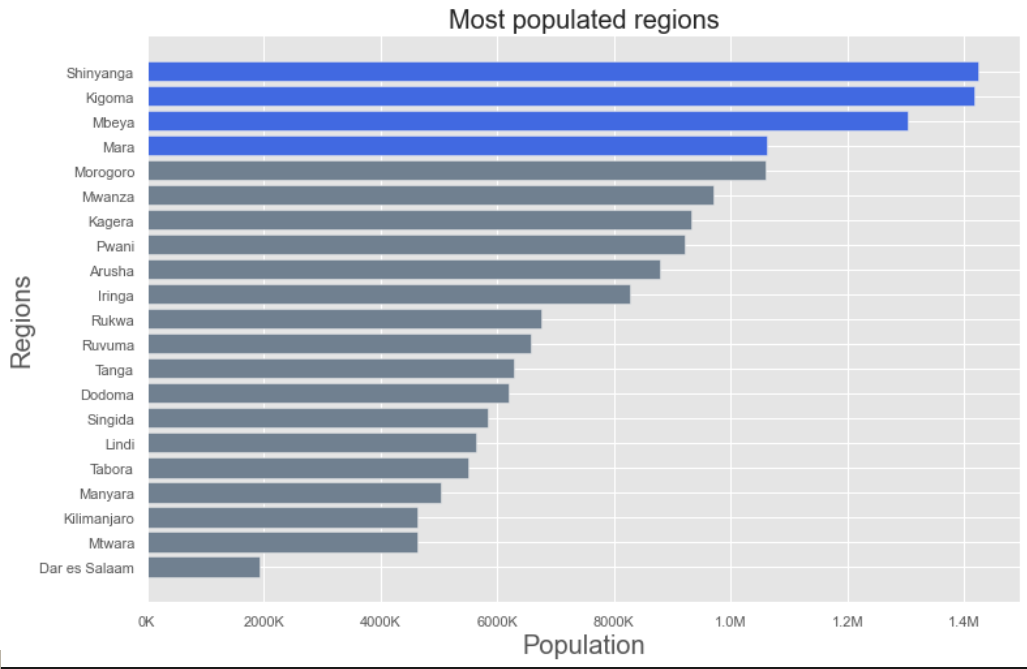 Most populated regions
Shinyanga
Kigoma
Mbeya
Mara
Morogoro
Mwanza
Kagera
Pwani
Arusha
Iringa
Rukwa
Ruvuma
Tanga
Dodoma
Singida
Lindi
Tabora
Manyara
Kilimanjaro
Mtwara
Dar es Salaam
Regions
0K 2000K 4000K 6000K 8000K 1.0M 1.2M 1.4M
Population